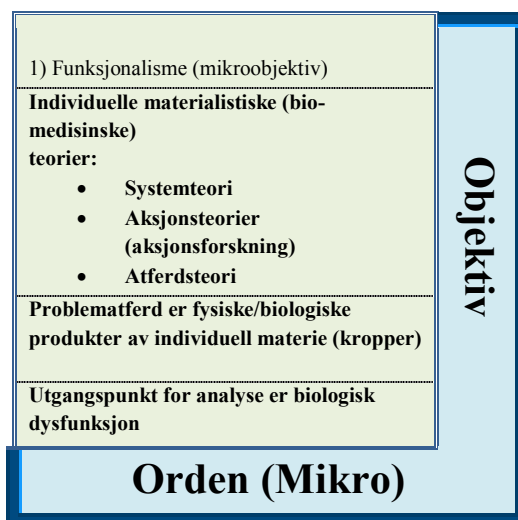 1) Funksjonalisme (mikroobjektiv)
Individuelle materialistiske (bio-
medisinske)
teorier:
• Systemteori
• Aksjonsteorier
(aksjonsforskning)
• Atferdsteori
Problematferd er fysiske/biologiske
produkter av individuell materie (kropper)
Utgangspunkt for analyse er biologisk
dysfunksjon
Objektiv
Orden (Mikro)